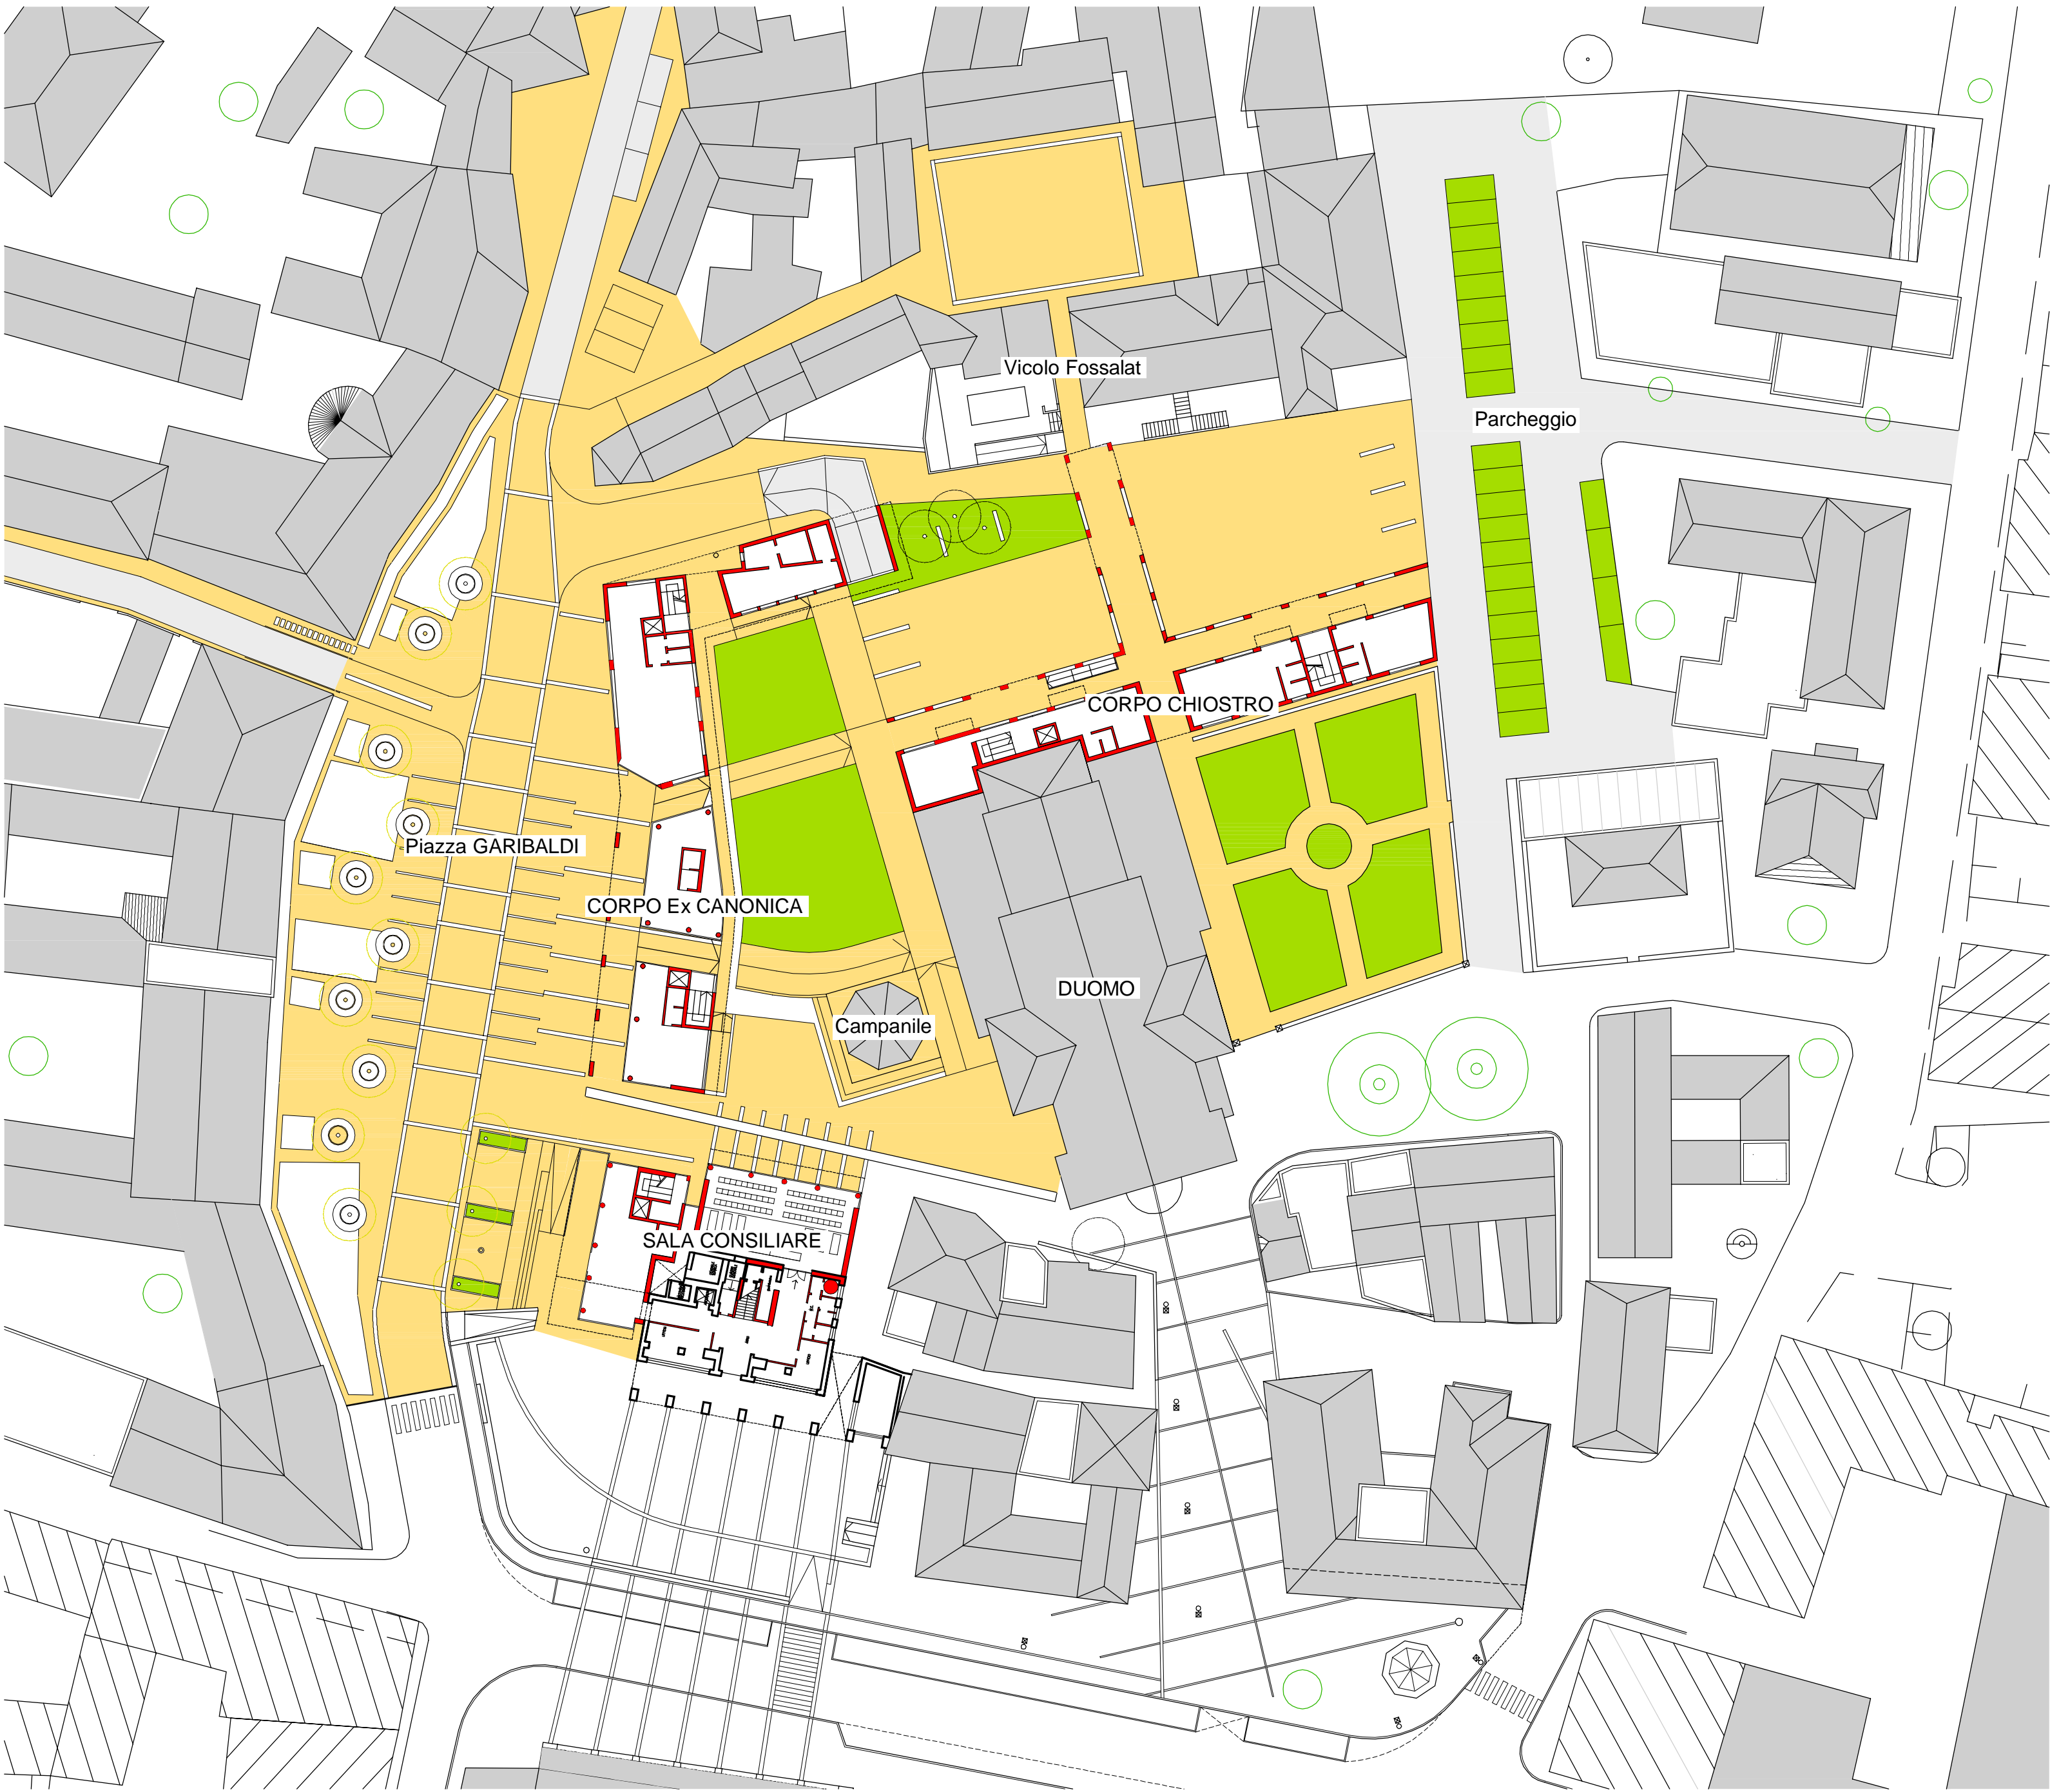 Vicolo Fossalat
Parcheggio
CORPO CHIOSTRO
Piazza GARIBALDI
CORPO Ex CANONICA
DUOMO
Campanile
SALA CONSILIARE